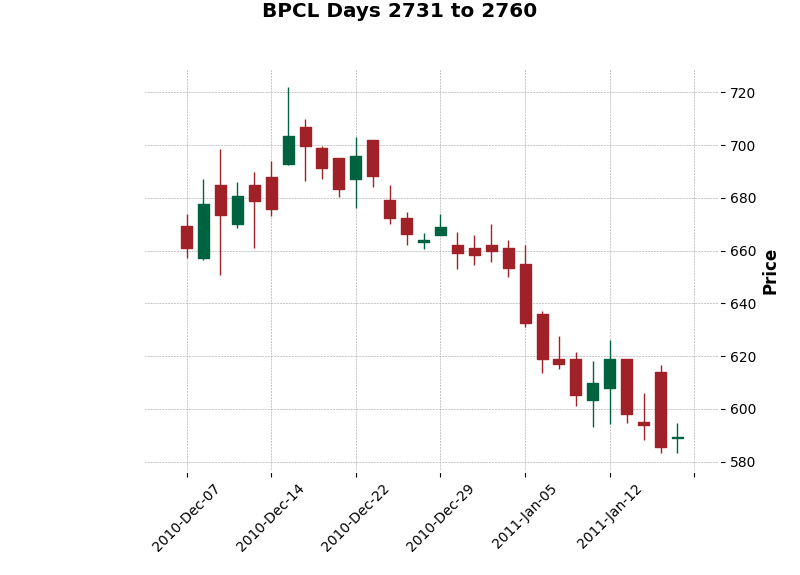 BPCL Days 2731 to 2760
720
700
680
660
640
620
600
580
Price
2010-Dec-07
2010-Dec-14
2010-Dec-22
2010-Dec-29
2011-Jan-05
2011-Jan-12